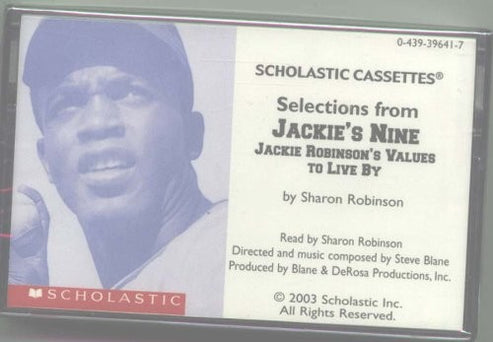 0-439-39641-7
SCHOLASTIC CASSETTES®
Selections from
JACKIE'S NINE
JACKIE ROBINSON'S VALUES
TO LIVE BY
by Sharon Robinson
Read by Sharon Robinson
Directed and music composed by Steve Blane
Produced by Blane & DeRosa Productions, Inc.
© 2003 Scholastic Inc.
All Rights Reserved.
SCHOLASTIC